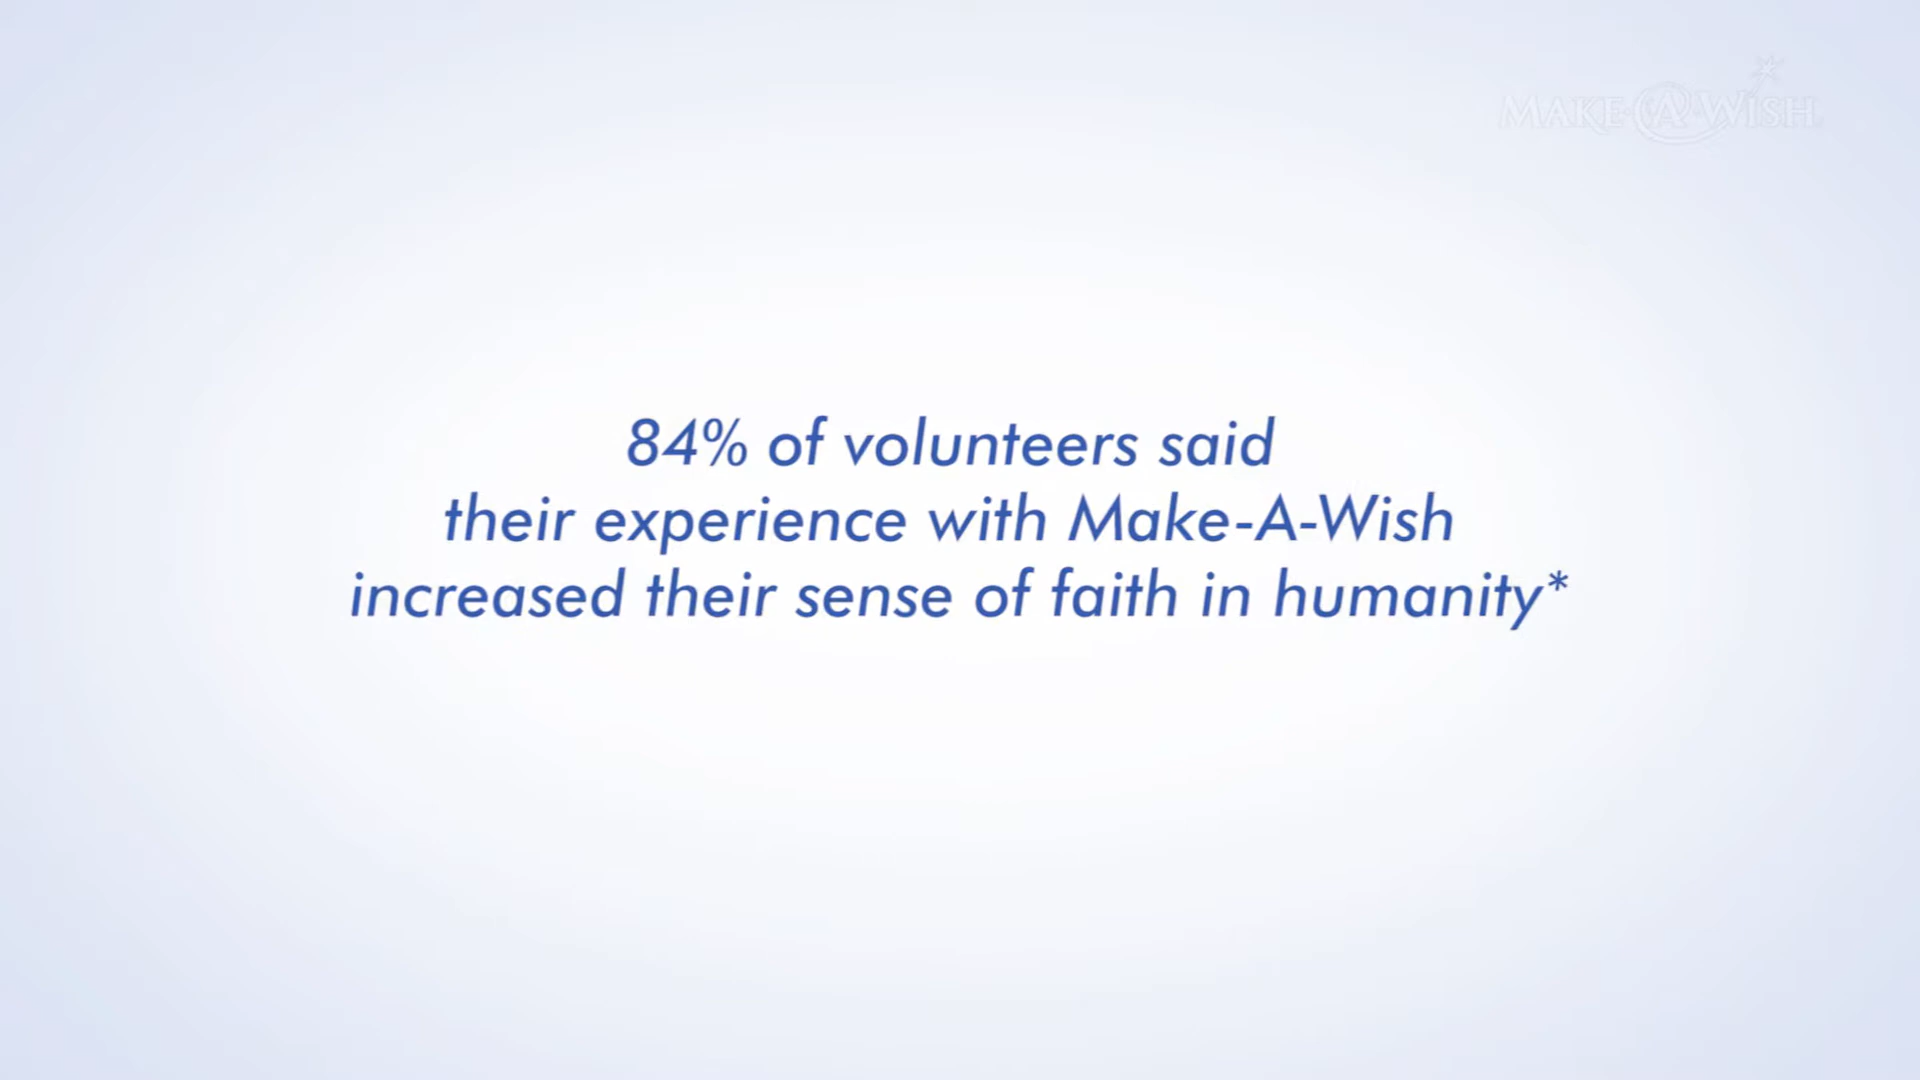 MAKE-A-WISH.
84% of volunteers said
their experience with Make-A-Wish
increased their sense of faith in humanity*